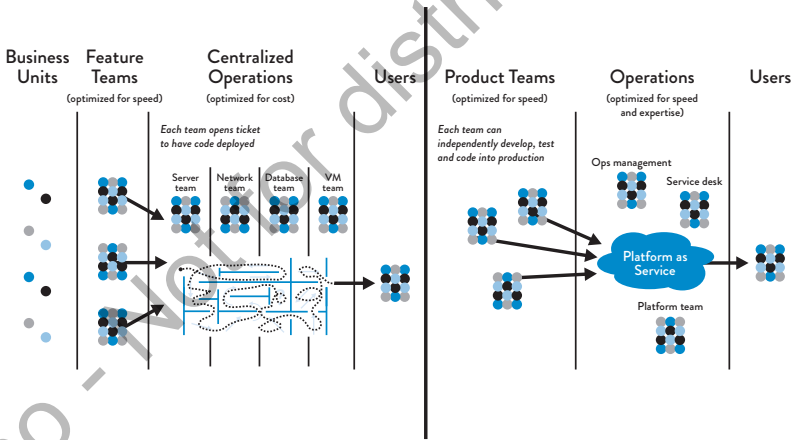 Business
Units
Feature
Teams
(optimized for speed)
Centralized
Operations
(optimized for cost)
Users
Each team opens ticket
to have code deployed
Server
team
Network
team
Database
team
VM
team
Product Teams
(optimized for speed)
Operations
(optimized for speed
and expertise)
Users
Each team can
independently develop, test
and code into production
Ops management
Service desk
Platform as
Service
Platform team
- Not for distri